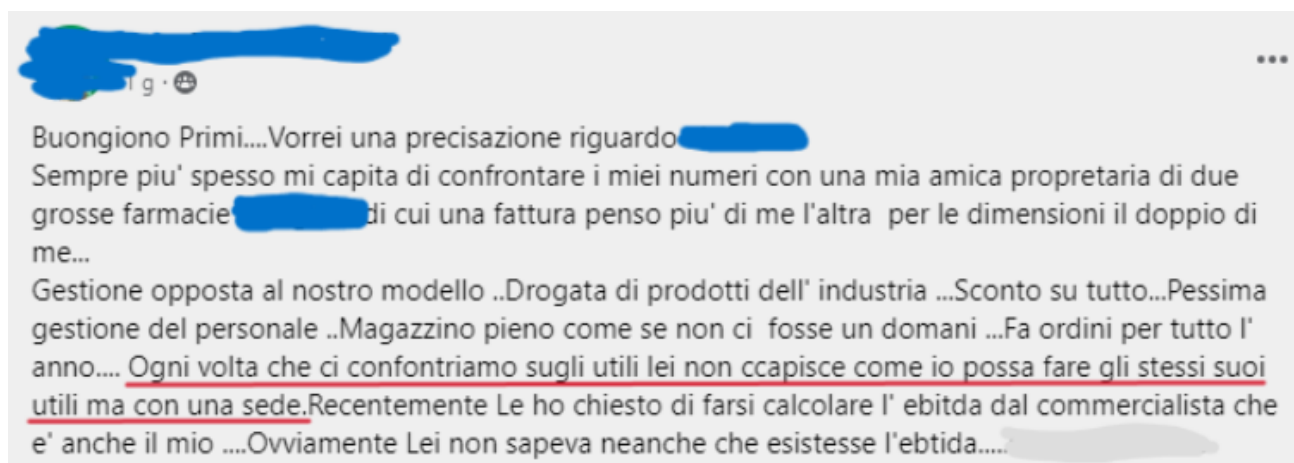 1 g ·
Buongiono Primi....Vorrei una precisazione riguardo
Sempre piu' spesso mi capita di confrontare i miei numeri con una mia amica propretaria di due
grosse farmacie di cui una fattura penso piu' di me l'altra per le dimensioni il doppio di
me...
Gestione opposta al nostro modello ..Drogata di prodotti dell' industria ...Sconto su tutto...Pessima
gestione del personale ..Magazzino pieno come se non ci fosse un domani ...Fa ordini per tutto l'
anno.... Ogni volta che ci confontriamo sugli utili lei non ccapisce come io possa fare gli stessi suoi
utili ma con una sede.Recentemente Le ho chiesto di farsi calcolare l' ebitda dal commercialista che
e' anche il mio ....Ovviamente Lei non sapeva neanche che esistesse l'ebtida.....